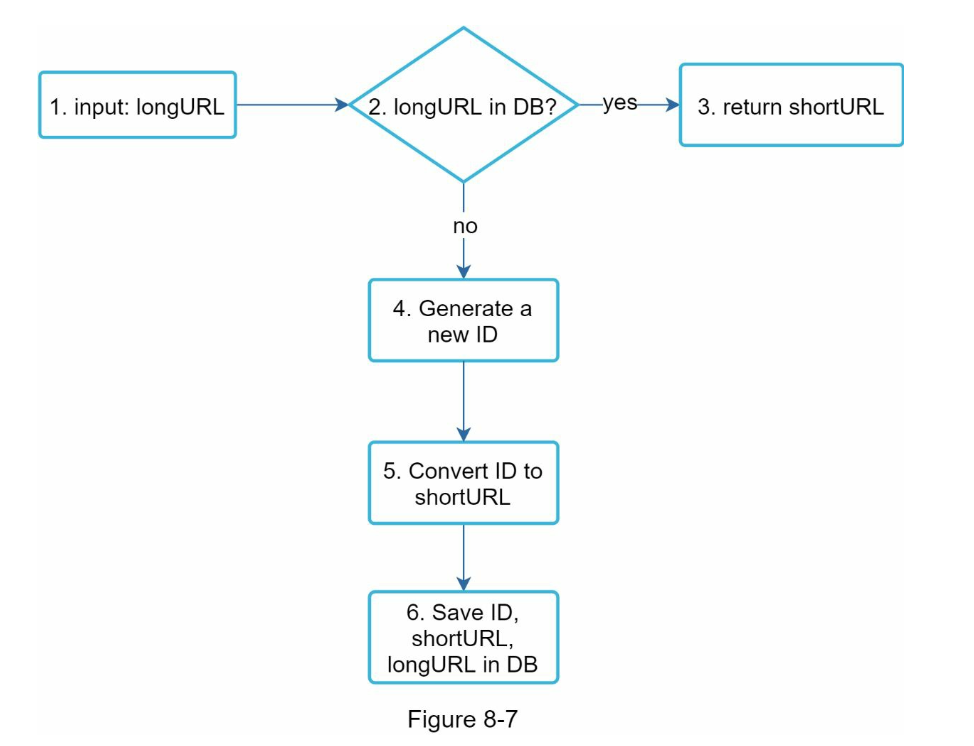 1. input: longURL
2. longURL in DB?
yes
3. return shortURL
no
4. Generate a
new ID
5. Convert ID to
shortURL
6. Save ID,
shortURL,
longURL in DB
Figure 8-7